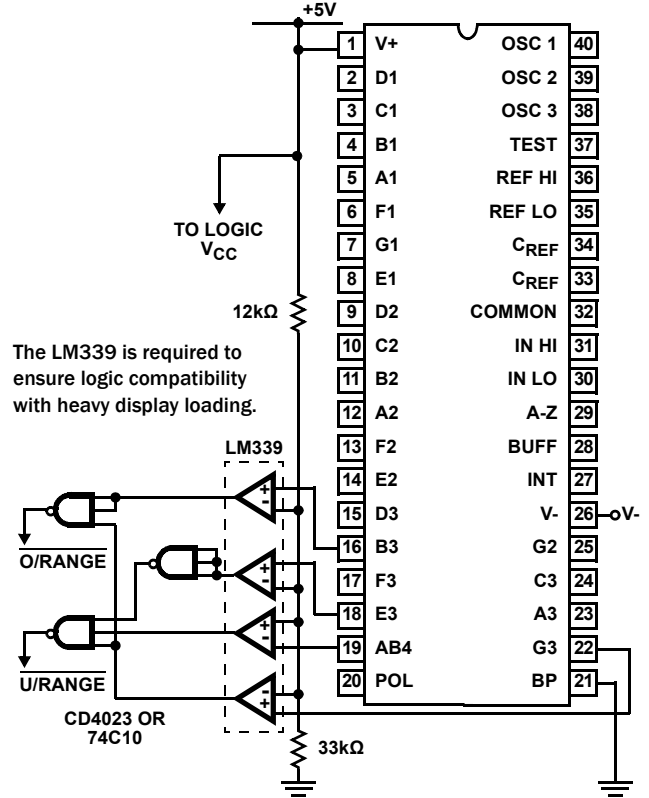 +5V
1 V+ OSC 1 40
2 D1 OSC 2 39
3 C1 OSC 3 38
4 B1 TEST 37
5 A1 REF HI 36
6 F1 REF LO 35
7 G1 CREF 34
8 E1 CREF 33
9 D2 COMMON 32
10 C2 IN HI 31
11 B2 IN LO 30
12 A2 A-Z 29
13 F2 BUFF 28
14 E2 INT 27
15 D3 V- 26 V-
16 B3 G2 25
17 F3 C3 24
18 E3 A3 23
19 AB4 G3 22
20 POL BP 21
TO LOGIC
VCC
12kΩ
The LM339 is required to
ensure logic compatibility
with heavy display loading.
LM339
+
-
+
-
+
-
-
+
O/RANGE
U/RANGE
CD4023 OR
74C10
33kΩ